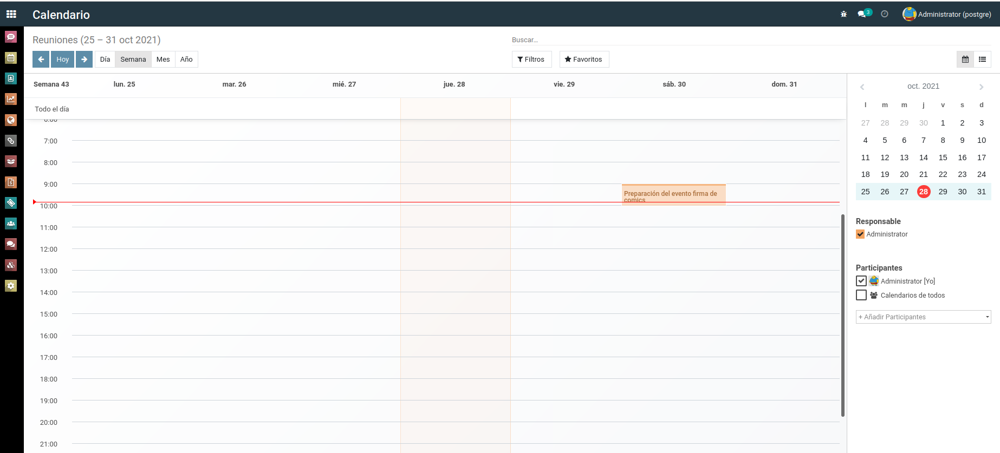 Calendario
3
Administrator (postgre)
Reuniones (25 – 31 oct 2021)
Buscar...
Hoy
Día
Semana
Mes
Año
Filtros
Favoritos
Semana 43
lun. 25
mar. 26
mié. 27
jue. 28
vie. 29
sáb. 30
dom. 31
Todo el día
6:00
7:00
8:00
9:00
10:00
11:00
12:00
13:00
14:00
15:00
16:00
17:00
18:00
19:00
20:00
21:00
Preparación del evento firma de
comics
oct. 2021
l m m j v s d
27 28 29 30 1 2 3
4 5 6 7 8 9 10
11 12 13 14 15 16 17
18 19 20 21 22 23 24
25 26 27 28 29 30 31
Responsable
Administrator
Participantes
Administrator [Yo]
Calendarios de todos
+ Añadir Participantes